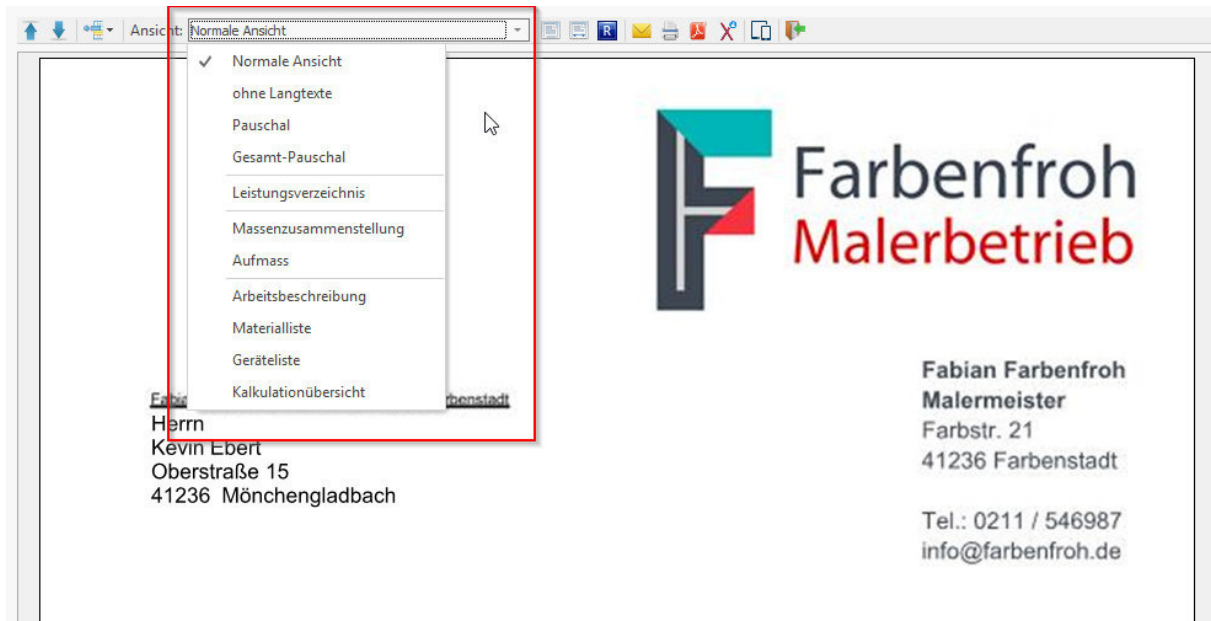 Ansicht: Normale Ansicht
R
Normale Ansicht
ohne Langtexte
Pauschal
Gesamt-Pauschal
Leistungsverzeichnis
Massenzusammenstellung
Aufmass
Arbeitsbeschreibung
Materialliste
Geräteliste
Kalkulationübersicht
Farbenfroh
Malerbetrieb
Herrn
Kevin Ebert
Oberstraße 15
41236 Mönchengladbach
Fabian Farbenfroh
Malermeister
Farbstr. 21
41236 Farbenstadt
Tel.: 0211 / 546987
info@farbenfroh.de